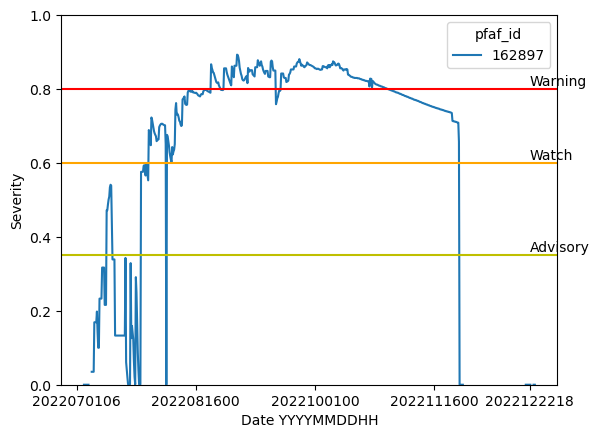 pfaf_id
162897
1.0
0.8
0.6
0.4
0.2
0.0
Severity
Warning
Watch
Advisory
2022070106 2022081600 2022100100 2022111600 2022122218
Date YYYYMMDDHH